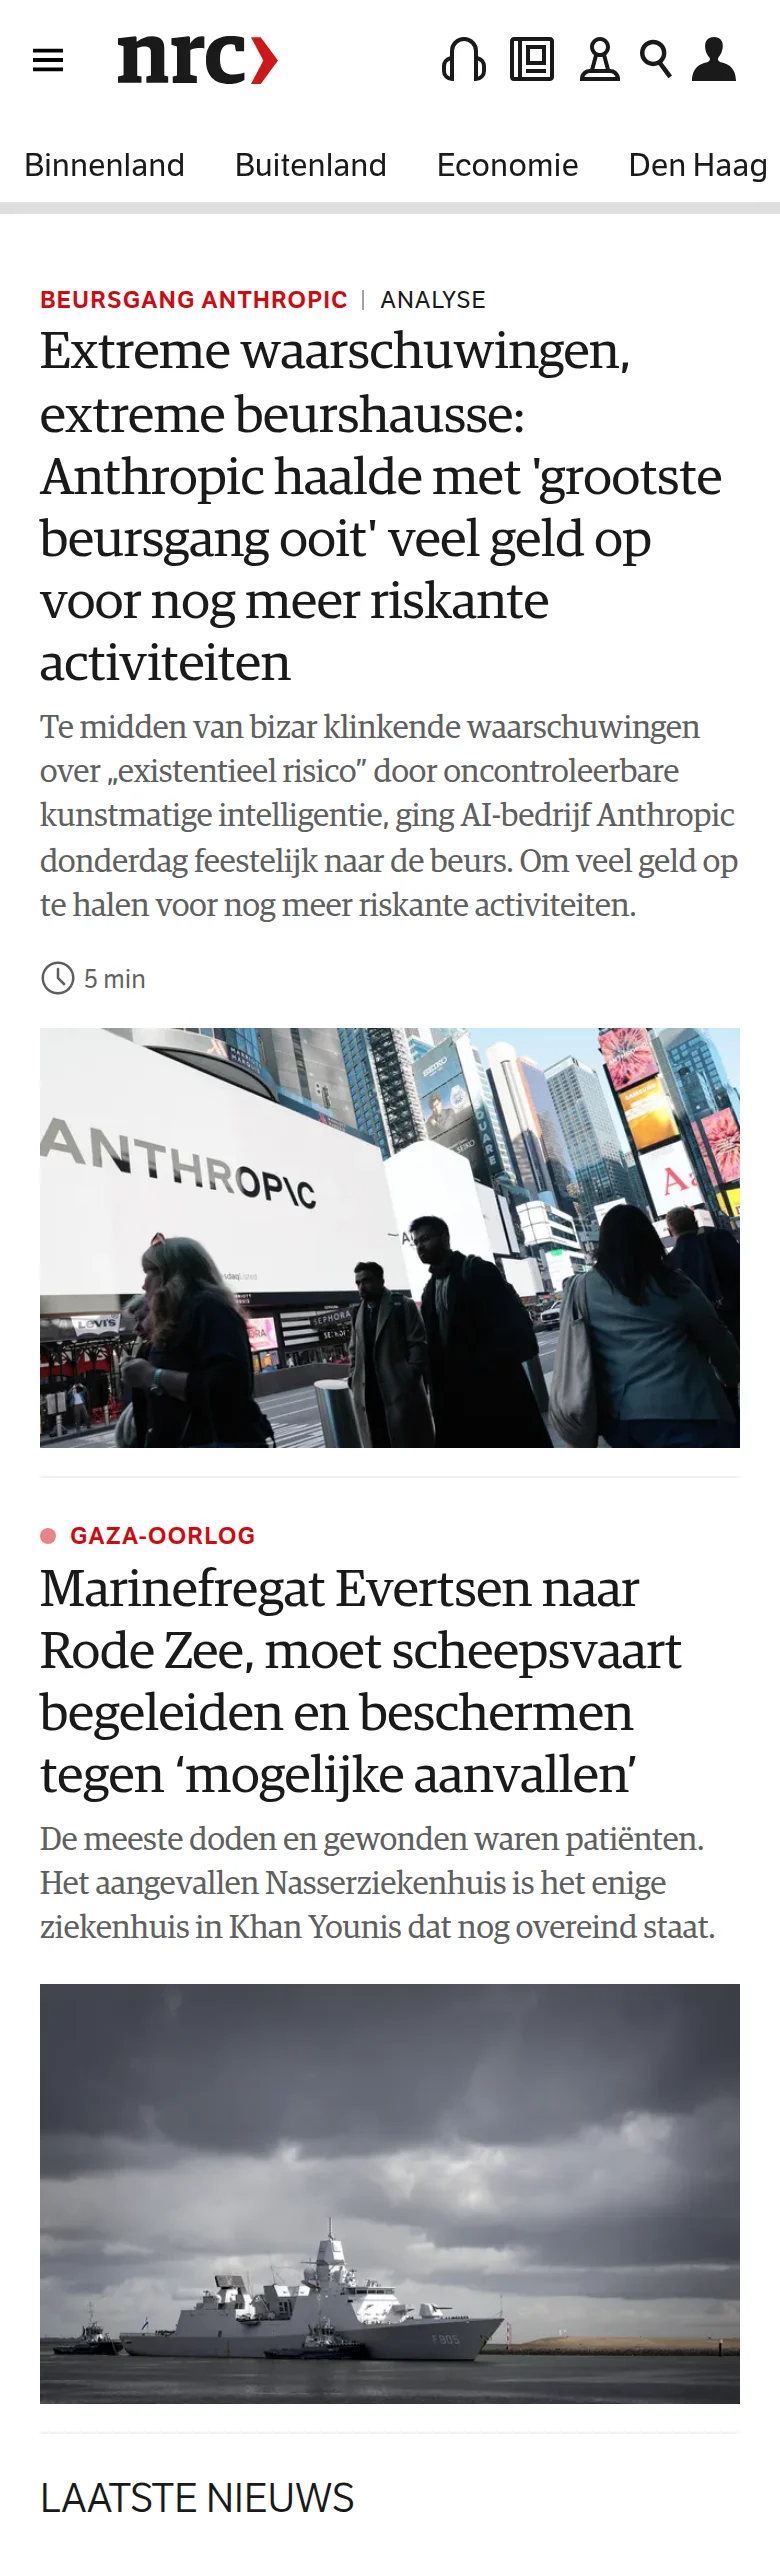 nrc
Binnenland Buitenland Economie Den Haag
BEURSGANG ANTHROPIC | ANALYSE
Extreme waarschuwingen,
extreme beurshausse:
Anthropic haalde met 'grootste
beursgang ooit' veel geld op
voor nog meer riskante
activiteiten
Te midden van bizar klinkende waarschuwingen
over „existentieel risico” door oncontroleerbare
kunstmatige intelligentie, ging AI-bedrijf Anthropic
donderdag feestelijk naar de beurs. Om veel geld op
te halen voor nog meer riskante activiteiten.
5 min
SEIKO
SAMSUNG
ANTHROPIC
LEVI'S
SEPHORA
GAZA-OORLOG
Marinefregat Evertsen naar
Rode Zee, moet scheepsvaart
begeleiden en beschermen
tegen ‘mogelijke aanvallen’
De meeste doden en gewonden waren patiënten.
Het aangevallen Nasserziekenhuis is het enige
ziekenhuis in Khan Younis dat nog overeind staat.
F805
LAATSTE NIEUWS